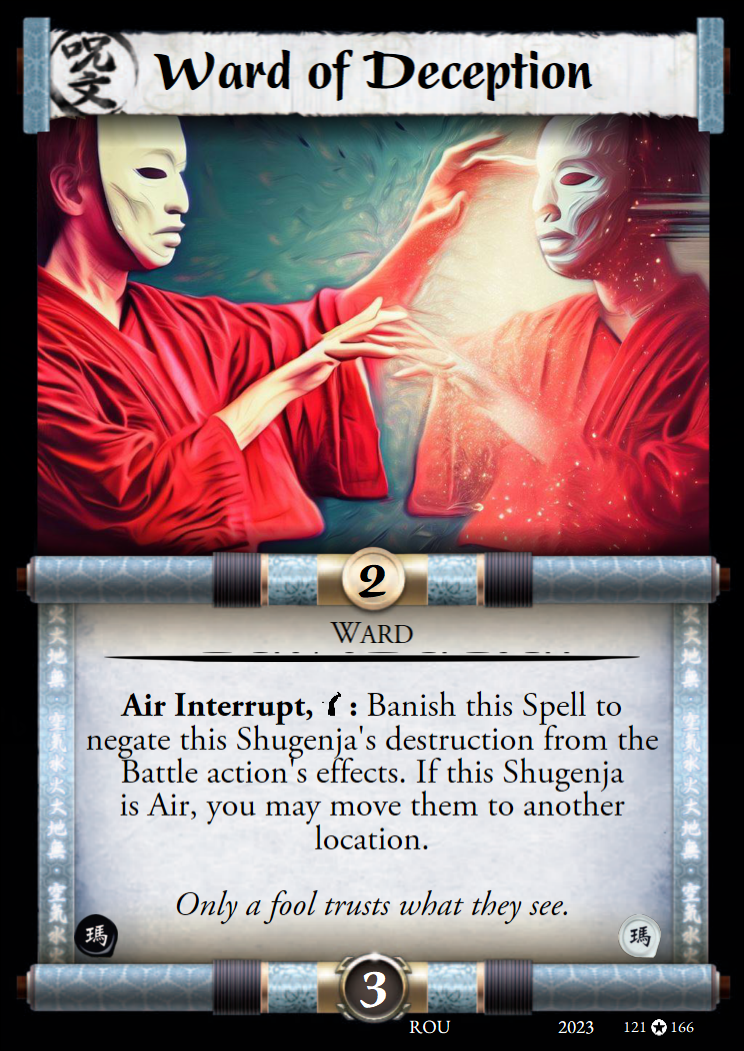 呪文
Ward of Deception
2
Ward
Air Interrupt, : Banish this Spell to
negate this Shugenja's destruction from the
Battle action's effects. If this Shugenja
is Air, you may move them to another
location.
Only a fool trusts what they see.
瑪
瑪
3
ROU 2023 121 166